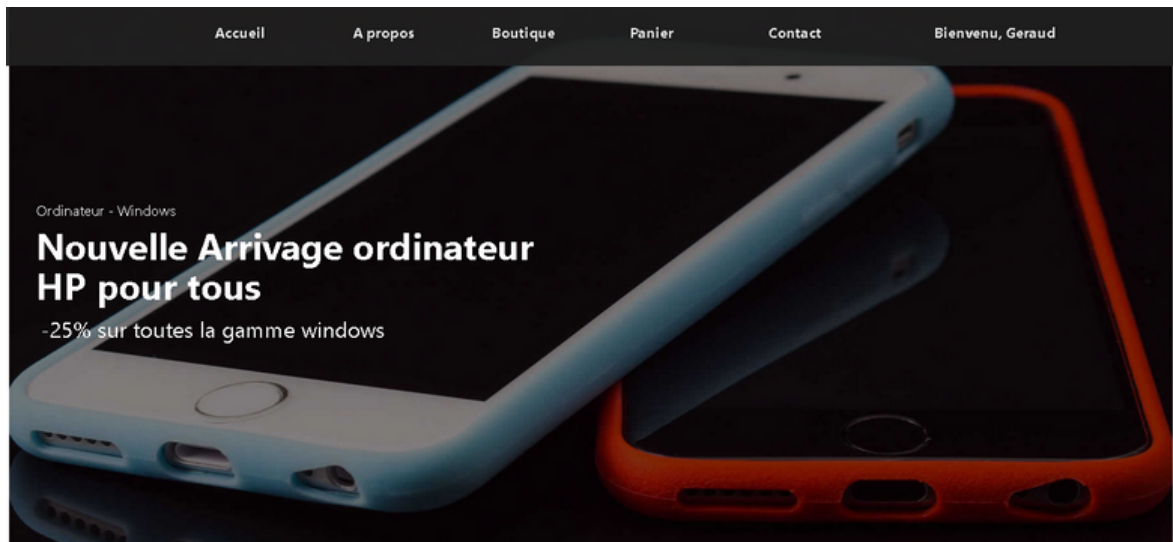 Accueil A propos Boutique Panier Contact Bienvenu, Geraud
Ordinateur - Windows
Nouvelle Arrivage ordinateur
HP pour tous
-25% sur toutes la gamme windows